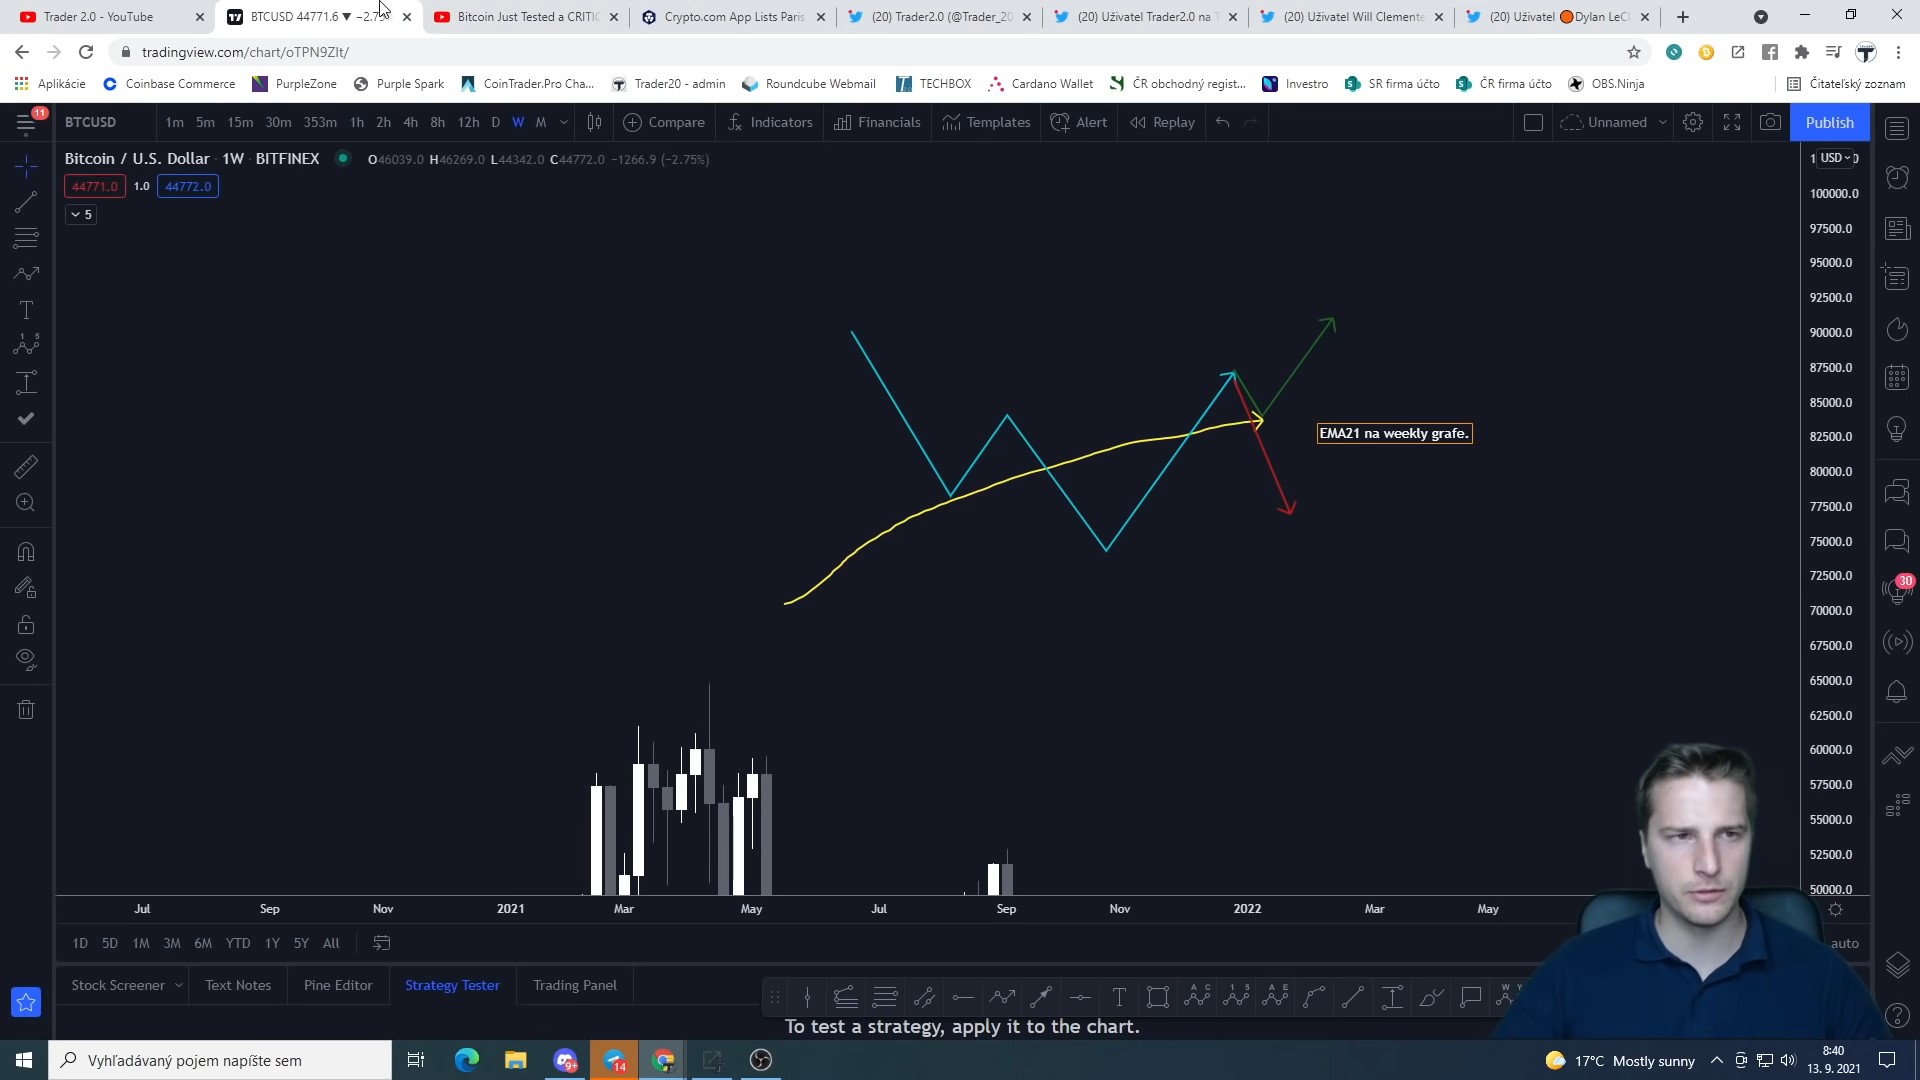 Trader 2.0 - YouTube
BTCUSD 44771.6 ▼ −2.7
Bitcoin Just Tested a CRITIC
Crypto.com App Lists Paris
(20) Trader2.0 (@Trader_20
(20) Uživatel Trader2.0 na T
(20) Uživatel Will Clemente
(20) Uživatel 🟠Dylan LeC
tradingview.com/chart/oTPN9ZIt/
Aplikácie
Coinbase Commerce
PurpleZone
Purple Spark
CoinTrader.Pro Cha...
Trader20 - admin
Roundcube Webmail
TECHBOX
Cardano Wallet
ČR obchodný regist...
Investro
SR firma účto
ČR firma účto
OBS.Ninja
Čitateľský zoznam
11
BTCUSD
1m 5m 15m 30m 353m 1h 2h 4h 8h 12h D W M
Compare
Indicators
Financials
Templates
Alert
Replay
Unnamed
Publish
Bitcoin / U.S. Dollar · 1W · BITFINEX
O46039.0 H46269.0 L44342.0 C44772.0 −1266.9 (−2.75%)
44771.0 1.0 44772.0
5
USD
100000.0
97500.0
95000.0
92500.0
90000.0
87500.0
85000.0
82500.0
80000.0
77500.0
75000.0
72500.0
70000.0
67500.0
65000.0
62500.0
60000.0
57500.0
55000.0
52500.0
50000.0
EMA21 na weekly grafe.
30
Jul Sep Nov 2021 Mar May Jul Sep Nov 2022 Mar May
1D 5D 1M 3M 6M YTD 1Y 5Y All
auto
Stock Screener
Text Notes
Pine Editor
Strategy Tester
Trading Panel
To test a strategy, apply it to the chart.
Vyhľadávaný pojem napíšte sem
9+
14
17°C Mostly sunny
8:40
13. 9. 2021